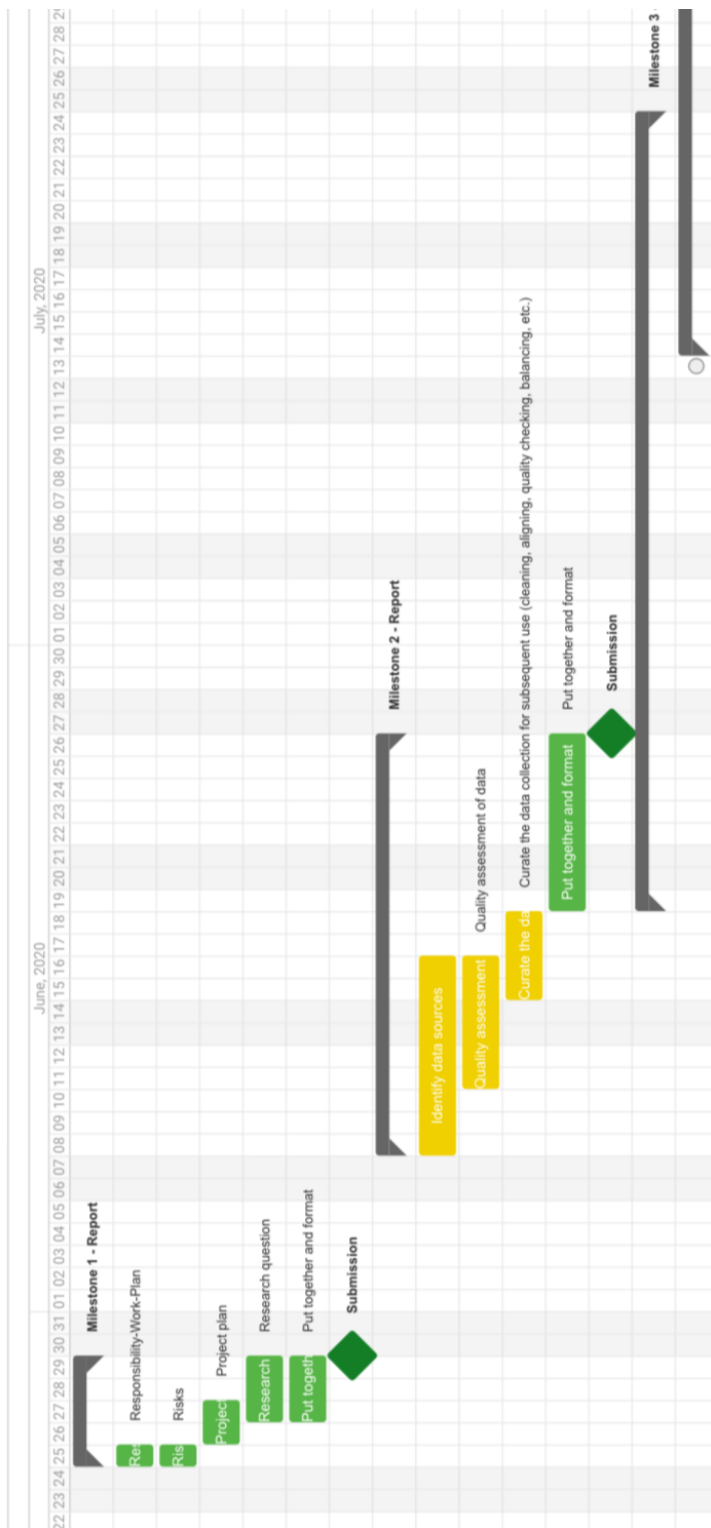 June, 2020
July, 2020
22 23 24 25 26 27 28 29 30 31 01 02 03 04 05 06 07 08 09 10 11 12 13 14 15 16 17 18 19 20 21 22 23 24 25 26 27 28 29 30 01 02 03 04 05 06 07 08 09 10 11 12 13 14 15 16 17 18 19 20 21 22 23 24 25 26 27 28 29
Milestone 1 - Report
Res Responsibility-Work-Plan
Ris Risks
Project Project plan
Research Research question
Put togeth Put together and format
Submission
Milestone 2 - Report
Identify data sources
Quality assessment Quality assessment of data
Curate the da Curate the data collection for subsequent use (cleaning, aligning, quality checking, balancing, etc.)
Put together and format Put together and format
Submission
Milestone 3 -